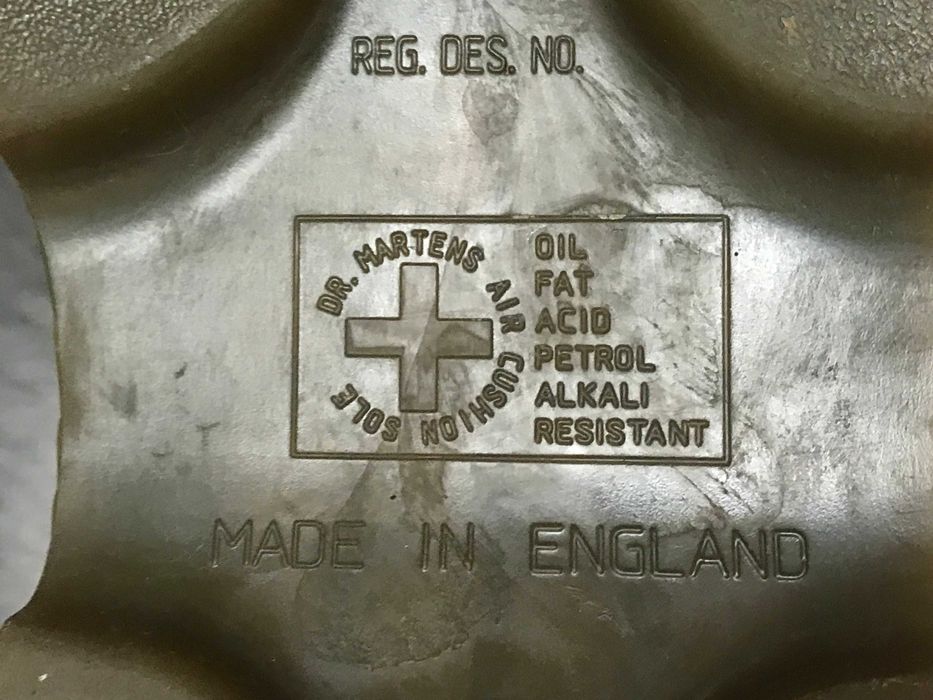 REG. DES. NO.
DR. MARTENS AIR CUSHION SOLE
OIL
FAT
ACID
PETROL
ALKALI
RESISTANT
MADE IN ENGLAND